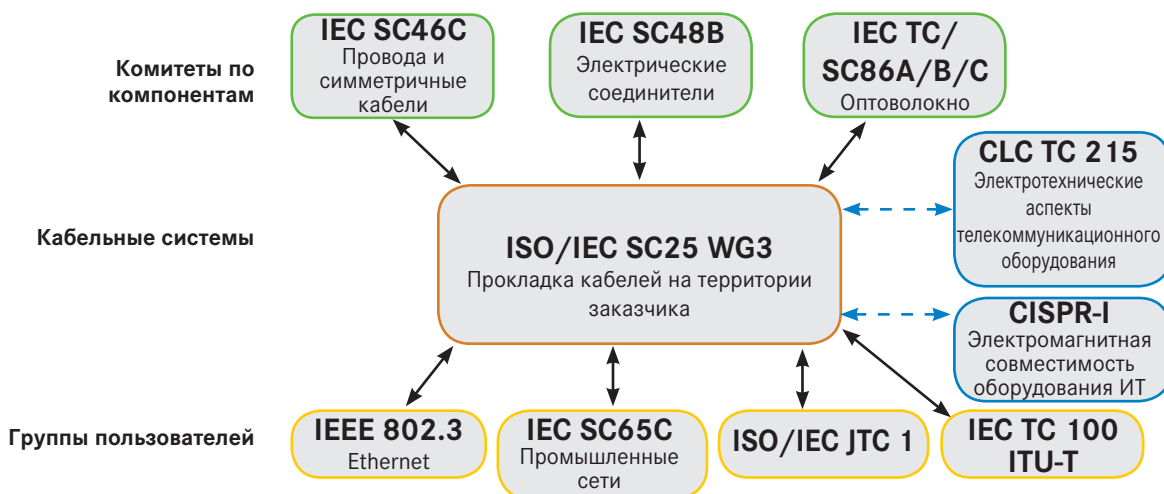 Комитеты по
компонентам
IEC SC46C
Провода и
симметричные
кабели
IEC SC48B
Электрические
соединители
IEC TC/
SC86A/B/C
Оптоволокно
CLC TC 215
Электротехнические
аспекты
телекоммуникационного
оборудования
Кабельные системы
ISO/IEC SC25 WG3
Прокладка кабелей на территории
заказчика
CISPR-I
Электромагнитная
совместимость
оборудования ИТ
Группы пользователей
IEEE 802.3
Ethernet
IEC SC65C
Промышленные
сети
ISO/IEC JTC 1
IEC TC 100
ITU-T